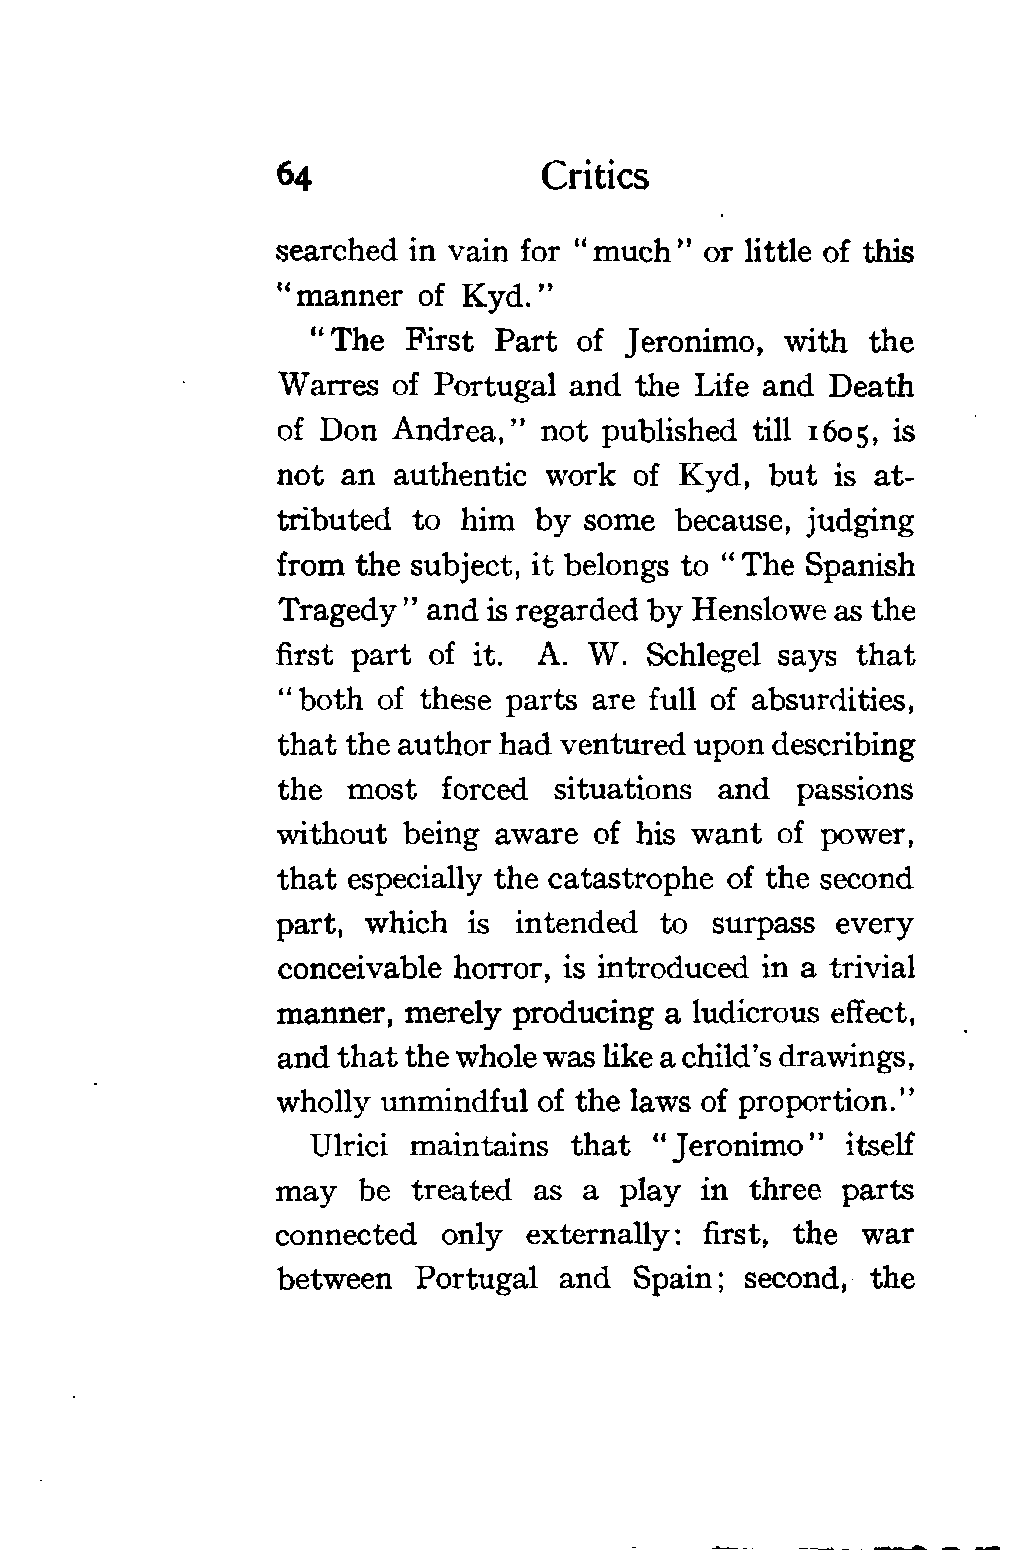 64 Critics
searched in vain for "much" or little of this
"manner of Kyd."
"The First Part of Jeronimo, with the
Warres of Portugal and the Life and Death
of Don Andrea," not published till 1605, is
not an authentic work of Kyd, but is at-
tributed to him by some because, judging
from the subject, it belongs to "The Spanish
Tragedy" and is regarded by Henslowe as the
first part of it. A. W. Schlegel says that
"both of these parts are full of absurdities,
that the author had ventured upon describing
the most forced situations and passions
without being aware of his want of power,
that especially the catastrophe of the second
part, which is intended to surpass every
conceivable horror, is introduced in a trivial
manner, merely producing a ludicrous effect,
and that the whole was like a child's drawings,
wholly unmindful of the laws of proportion."
Ulrici maintains that "Jeronimo" itself
may be treated as a play in three parts
connected only externally: first, the war
between Portugal and Spain; second, the